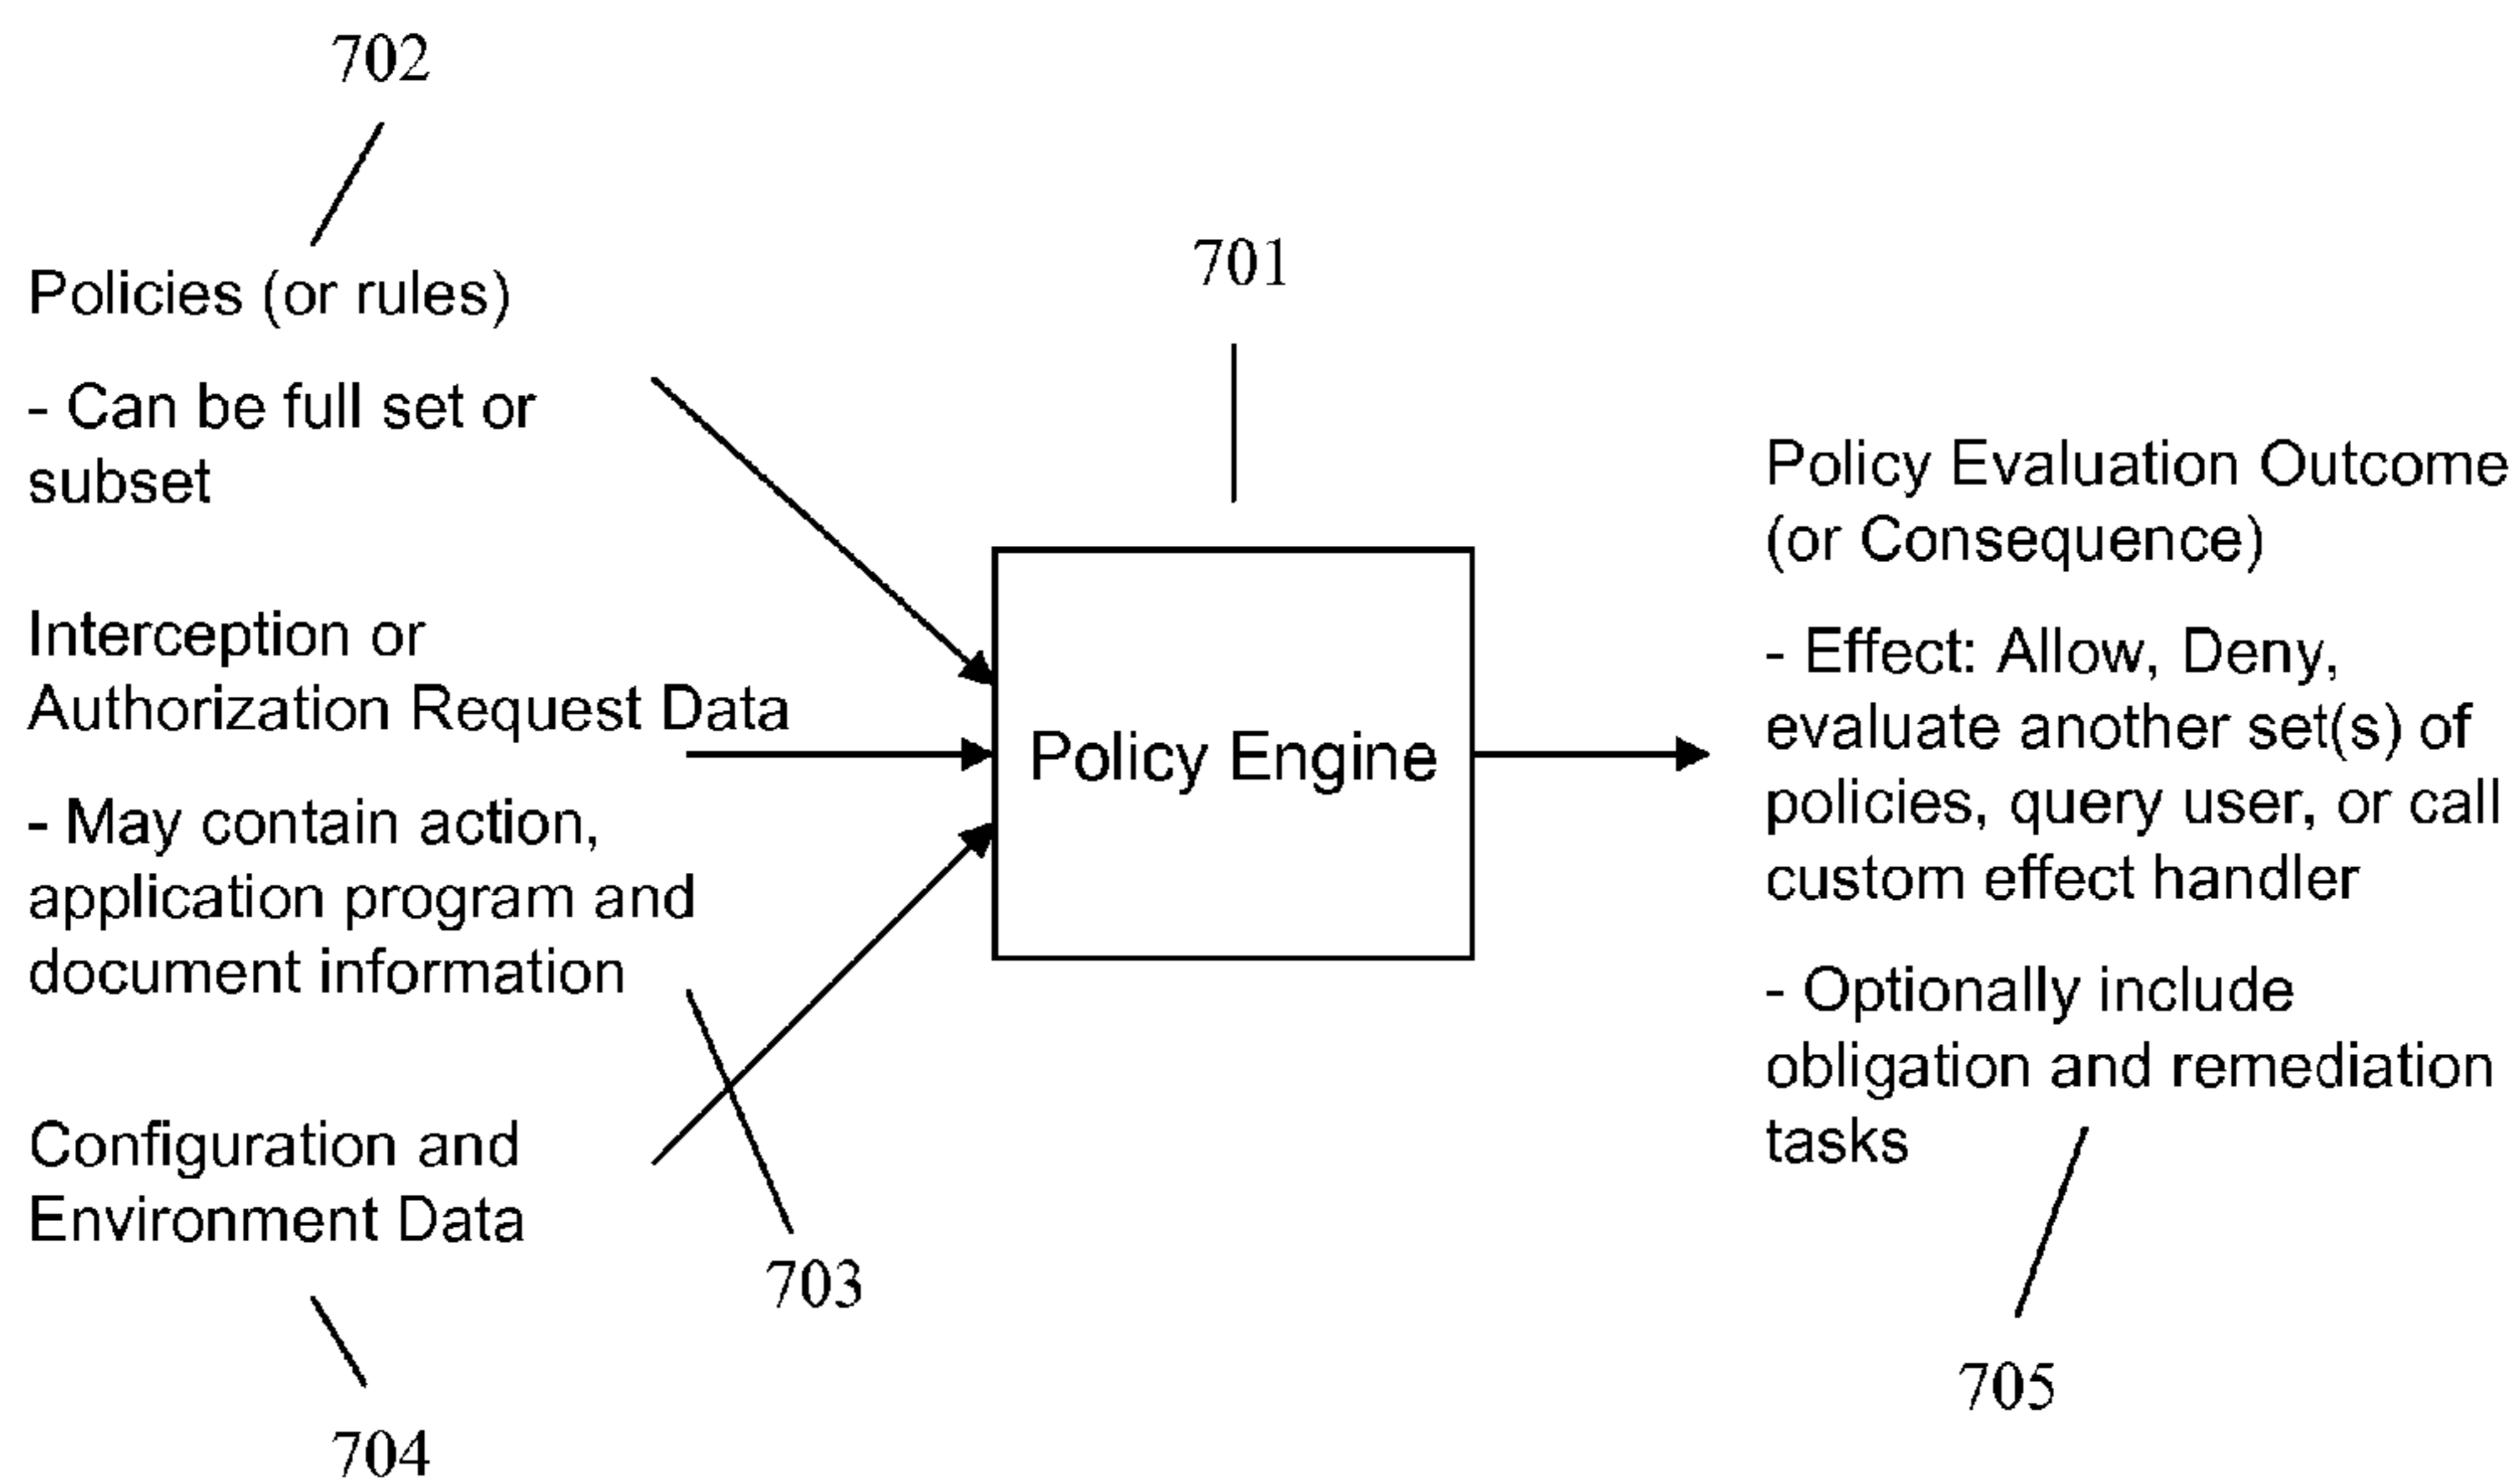 702
Policies (or rules)
- Can be full set or
subset
Interception or
Authorization Request Data
- May contain action,
application program and
document information
703
Configuration and
Environment Data
704
701
Policy Engine
Policy Evaluation Outcome
(or Consequence)
- Effect: Allow, Deny,
evaluate another set(s) of
policies, query user, or call
custom effect handler
- Optionally include
obligation and remediation
tasks
705